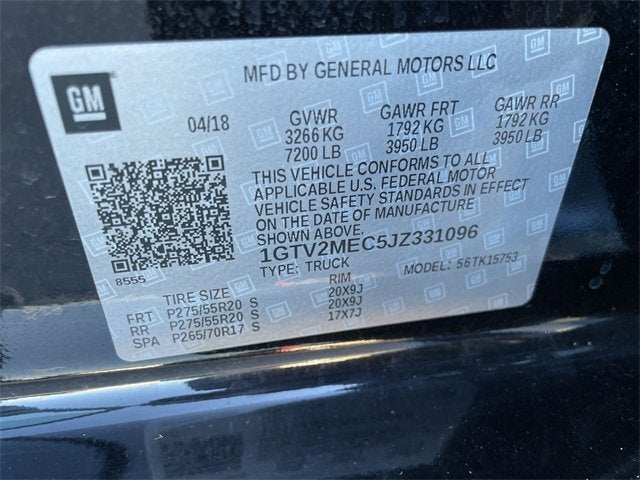 GM
MFD BY GENERAL MOTORS LLC
04/18
GVWR GAWR FRT GAWR RR
3266 KG 1792 KG 1792 KG
7200 LB 3950 LB 3950 LB
THIS VEHICLE CONFORMS TO ALL
APPLICABLE U.S. FEDERAL MOTOR
VEHICLE SAFETY STANDARDS IN EFFECT
ON THE DATE OF MANUFACTURE
SHOWN ABOVE.
1GTV2MEC5JZ331096
8555
TYPE: TRUCK MODEL: 56TK15753
TIRE SIZE RIM
FRT P275/55R20 S 20X9J
RR P275/55R20 S 20X9J
SPA P265/70R17 S 17X7J